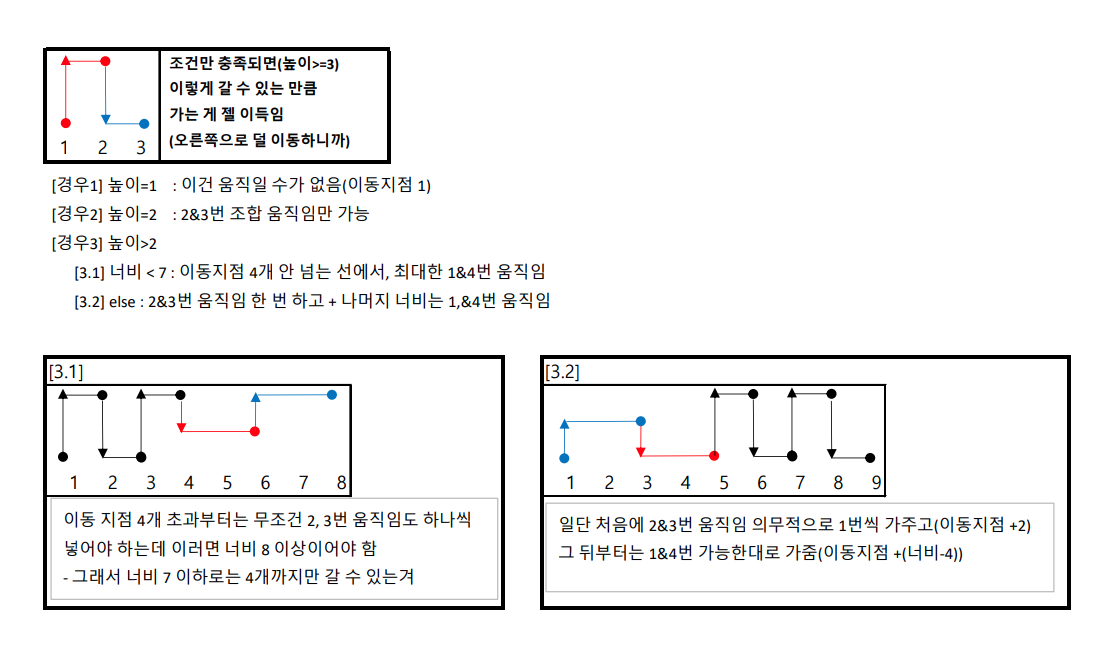 조건만 충족되면(높이>=3)
이렇게 갈 수 있는 만큼
가는 게 젤 이득임
(오른쪽으로 덜 이동하니까)
1 2 3
[경우1] 높이=1 : 이건 움직일 수가 없음(이동지점 1)
[경우2] 높이=2 : 2&3번 조합 움직임만 가능
[경우3] 높이>2
[3.1] 너비 < 7 : 이동지점 4개 안 넘는 선에서, 최대한 1&4번 움직임
[3.2] else : 2&3번 움직임 한 번 하고 + 나머지 너비는 1,&4번 움직임
[3.1]
1 2 3 4 5 6 7 8
이동 지점 4개 초과부터는 무조건 2, 3번 움직임도 하나씩
넣어야 하는데 이러면 너비 8 이상이어야 함
- 그래서 너비 7 이하로는 4개까지만 갈 수 있는겨
[3.2]
1 2 3 4 5 6 7 8 9
일단 처음에 2&3번 움직임 의무적으로 1번씩 가주고(이동지점 +2)
그 뒤부터는 1&4번 가능한대로 가줌(이동지점 +(너비-4))